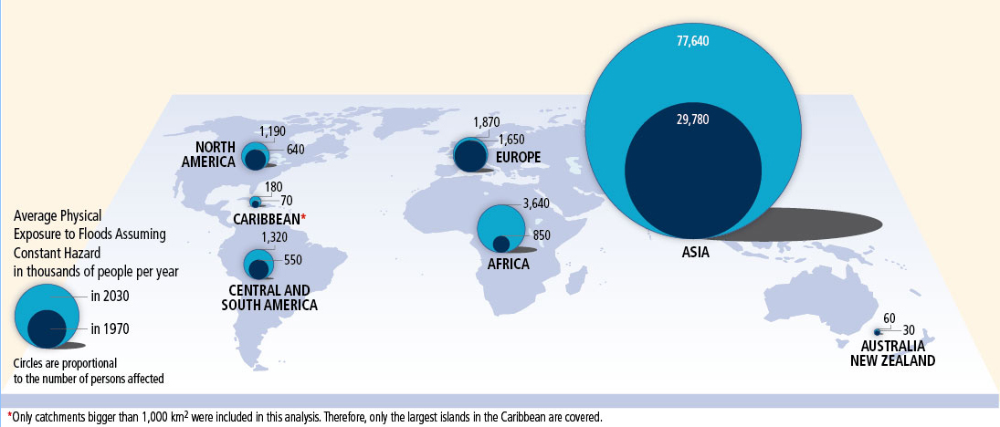 77,640
29,780
1,870
1,650
EUROPE
1,190
640
NORTH
AMERICA
180
70
CARIBBEAN*
3,640
850
AFRICA
ASIA
1,320
550
CENTRAL AND
SOUTH AMERICA
60
30
AUSTRALIA
NEW ZEALAND
Average Physical
Exposure to Floods Assuming
Constant Hazard
in thousands of people per year
in 2030
in 1970
Circles are proportional
to the number of persons affected
*Only catchments bigger than 1,000 km² were included in this analysis. Therefore, only the largest islands in the Caribbean are covered.